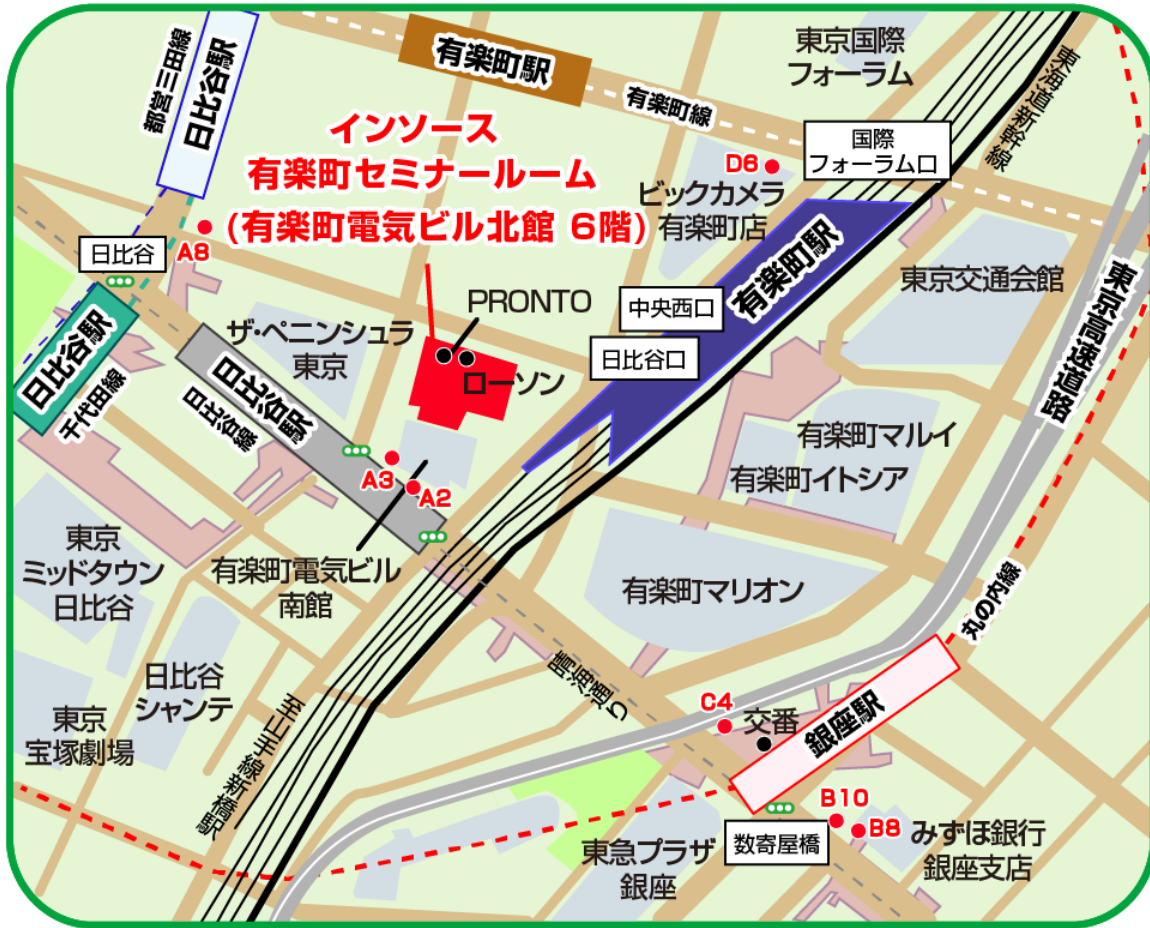 都営三田線
日比谷駅
有楽町駅
有楽町線
東京国際
フォーラム
東海道新幹線
国際
フォーラム口
インソース
有楽町セミナールーム
(有楽町電気ビル北館 6階)
D6
ビックカメラ
有楽町店
A8
日比谷
有楽町駅
中央西口
日比谷口
東京交通会館
東京高速道路
日比谷駅
千代田線
ザ・ペニンシュラ
東京
PRONTO
ローソン
日比谷駅
日比谷線
A3
A2
有楽町マルイ
有楽町イトシア
東京
ミッドタウン
日比谷
有楽町電気ビル
南館
有楽町マリオン
丸の内線
日比谷
シャンテ
東京
宝塚劇場
至山手線新橋駅
晴海通り
C4
交番
銀座駅
B10
B8
みずほ銀行
銀座支店
数寄屋橋
東急プラザ
銀座